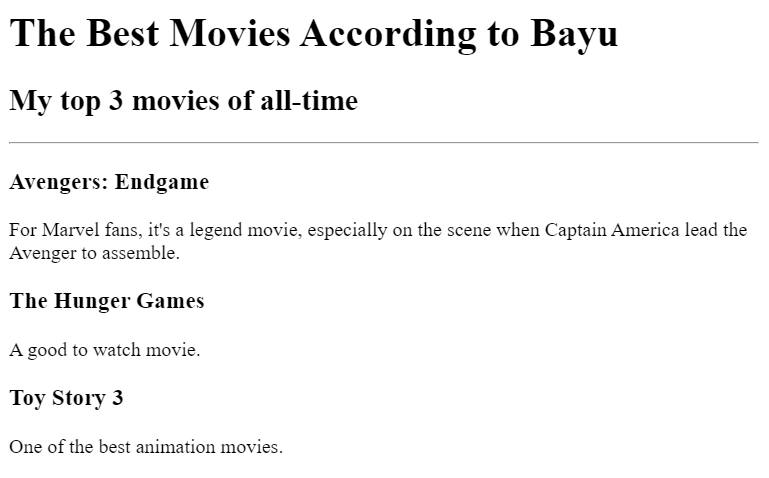 The Best Movies According to Bayu
My top 3 movies of all-time
Avengers: Endgame
For Marvel fans, it's a legend movie, especially on the scene when Captain America lead the
Avenger to assemble.
The Hunger Games
A good to watch movie.
Toy Story 3
One of the best animation movies.